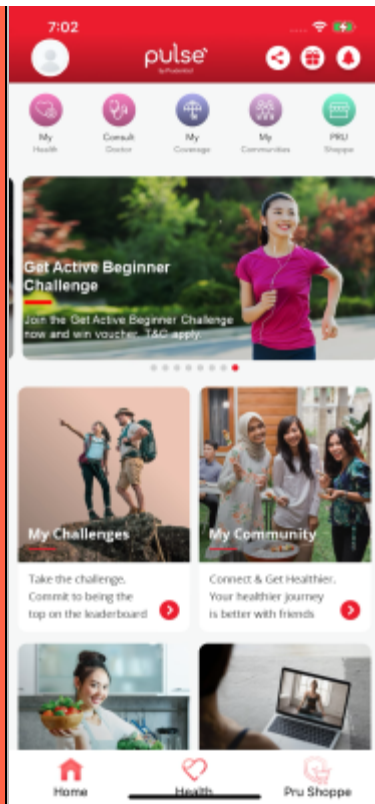 7:02
pulse
by Prudential
My
Health
Consult
Doctor
My
Coverage
My
Communities
PRU
Shoppe
Get Active Beginner
Challenge
Join the Get Active Beginner Challenge
now and win voucher. T&C apply.
My Challenges
Take the challenge.
Commit to being the
top on the leaderboard
My Community
Connect & Get Healthier.
Your healthier journey
is better with friends
Home
Health
Pru Shoppe